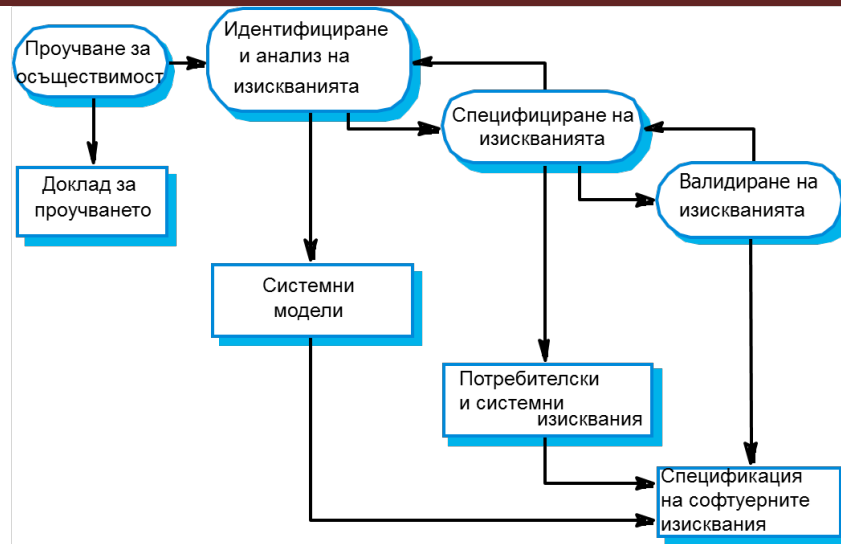 Проучване за
осъществимост
Идентифициране
и анализ на
изискванията
Специфициране на
изискванията
Валидиране на
изискванията
Доклад за
проучването
Системни
модели
Потребителски
и системни
изисквания
Спецификация
на софтуерните
изисквания